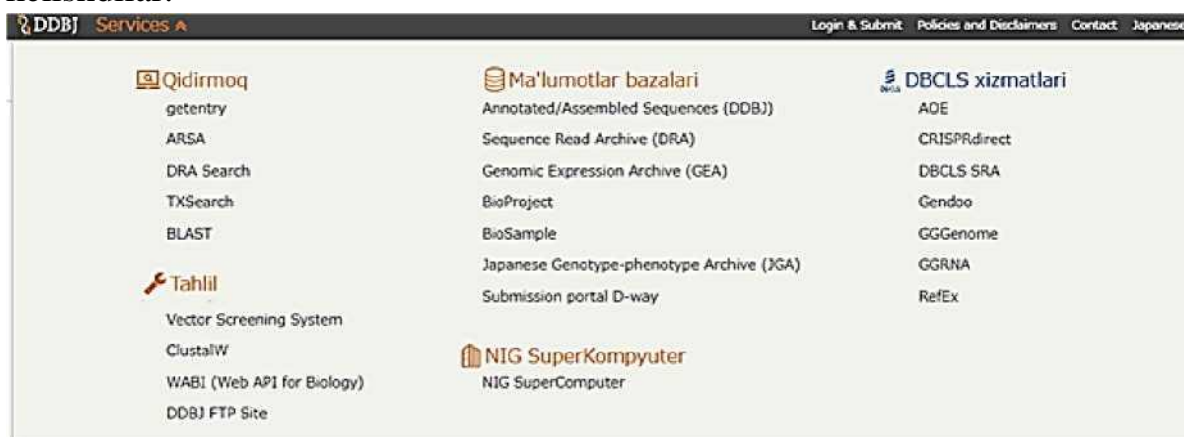 DDBJ Services
Login & Submit Policies and Disclaimers Contact Japanese
Qidirmoq
getentry
ARSA
DRA Search
TXSearch
BLAST
Tahlil
Vector Screening System
ClustalW
WABI (Web API for Biology)
DDBJ FTP Site
Ma'lumotlar bazalari
Annotated/Assembled Sequences (DDBJ)
Sequence Read Archive (DRA)
Genomic Expression Archive (GEA)
BioProject
BioSample
Japanese Genotype-phenotype Archive (JGA)
Submission portal D-way
NIG SuperKompyuter
NIG SuperComputer
DBCLS xizmatlari
AOE
CRISPRdirect
DBCLS SRA
Gendoo
GGGenome
GGRNA
RefEx